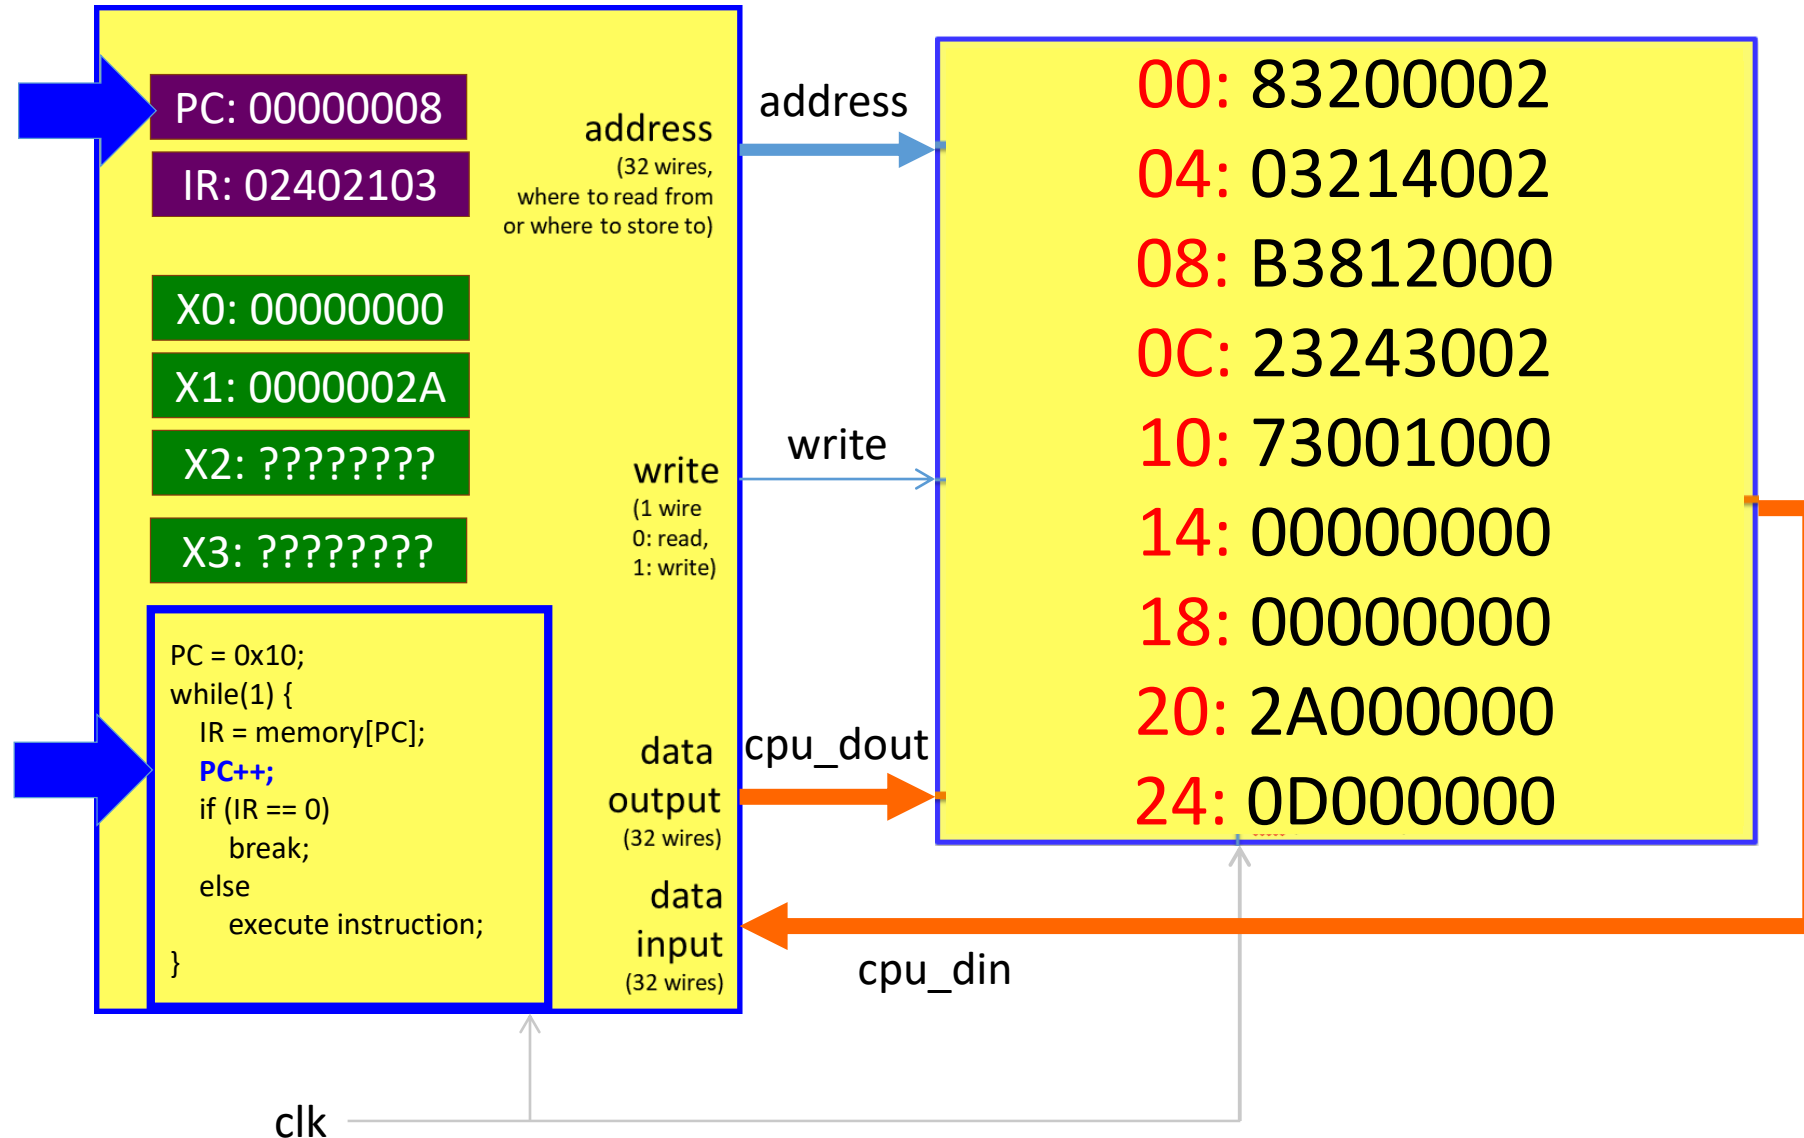 PC: 00000008
IR: 02402103
X0: 00000000
X1: 0000002A
X2: ????????
X3: ????????
PC = 0x10;
while(1) {
IR = memory[PC];
PC++;
if (IR == 0)
break;
else
execute instruction;
}
address
(32 wires,
where to read from
or where to store to)
write
(1 wire
0: read,
1: write)
data
output
(32 wires)
data
input
(32 wires)
address
write
cpu_dout
cpu_din
00: 83200002
04: 03214002
08: B3812000
0C: 23243002
10: 73001000
14: 00000000
18: 00000000
20: 2A000000
24: 0D000000
clk